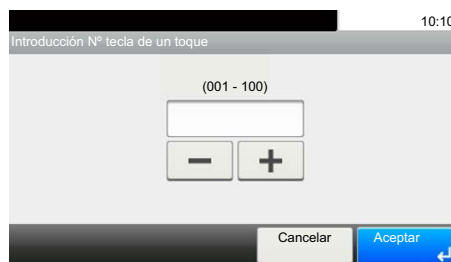 10:10
Introducción Nº tecla de un toque
(001 - 100)
Cancelar
Aceptar